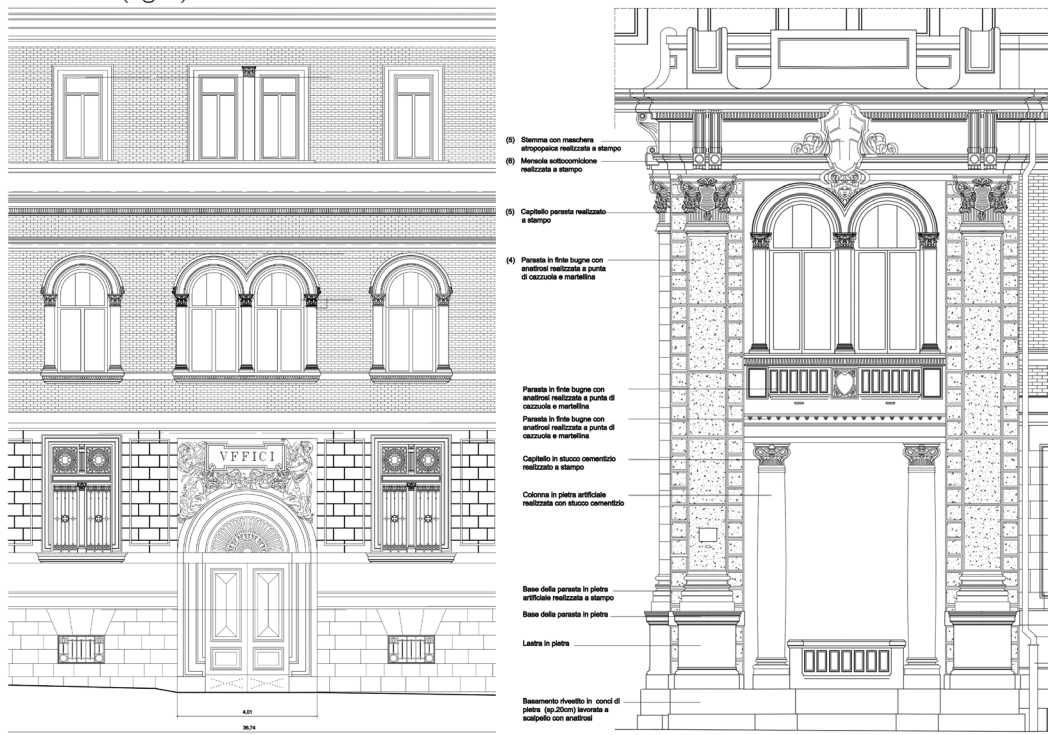 VFFICI
4,01
36,74
(5) Stemma con maschera
atropopaica realizzata a stampo
(6) Mensola sottocornicione
realizzata a stampo
(5) Capitello parasta realizzato
a stampo
(4) Parasta in finte bugne con
anatirosi realizzata a punta
di cazzuola e martellina
Parasta in finte bugne con
anatirosi realizzata a punta di
cazzuola e martellina
Parasta in finte bugne con
anatirosi realizzata a punta di
cazzuola e martellina
Capitello in stucco cementizio
realizzato a stampo
Colonna in pietra artificiale
realizzata con stucco cementizio
Base della parasta in pietra
artificiale realizzata a stampo
Base della parasta in pietra
Lastra in pietra
Basamento rivestito in conci di
pietra (sp.20cm) lavorata a
scalpello con anatirosi